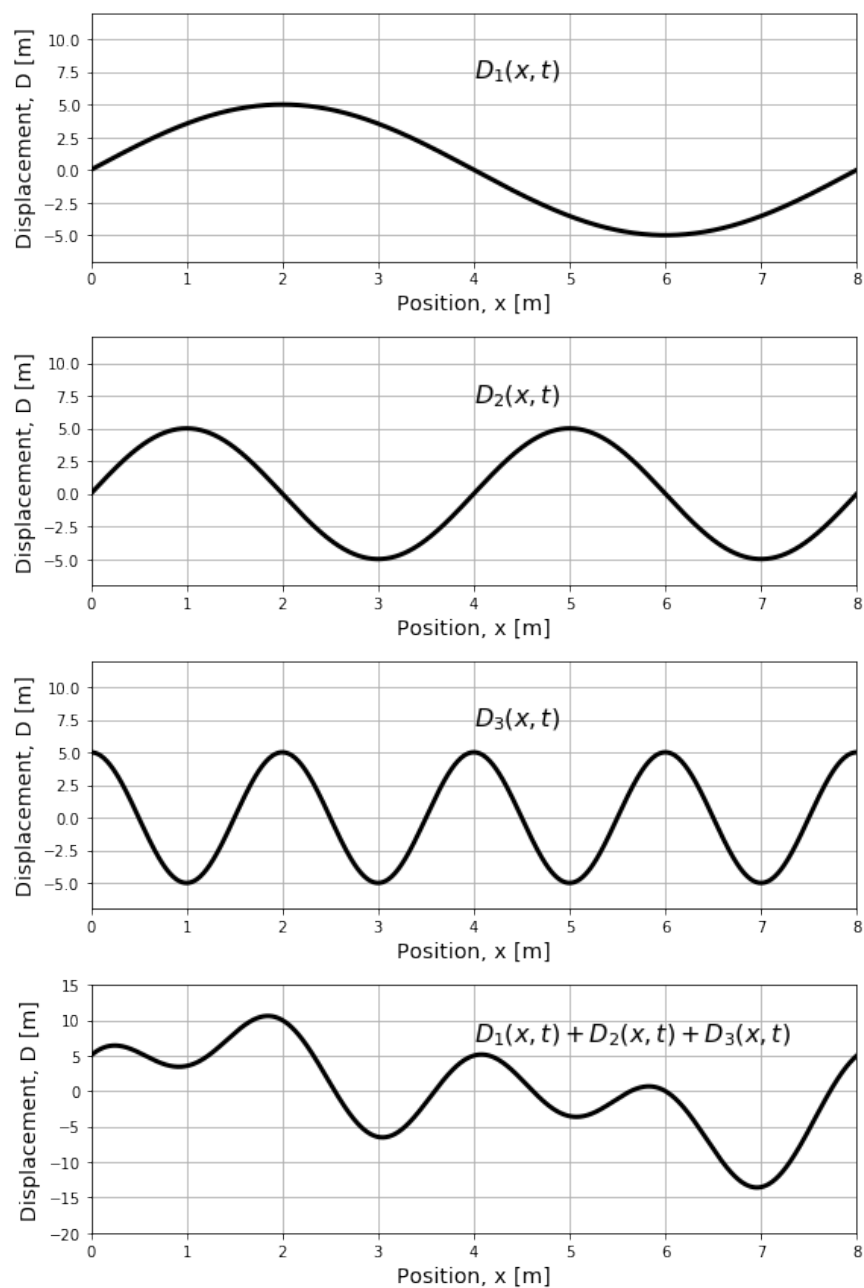 Displacement, D [m]
10.0
7.5
5.0
2.5
0.0
−2.5
−5.0
D₁(x, t)
0 1 2 3 4 5 6 7 8
Position, x [m]
Displacement, D [m]
10.0
7.5
5.0
2.5
0.0
−2.5
−5.0
D₂(x, t)
0 1 2 3 4 5 6 7 8
Position, x [m]
Displacement, D [m]
10.0
7.5
5.0
2.5
0.0
−2.5
−5.0
D₃(x, t)
0 1 2 3 4 5 6 7 8
Position, x [m]
Displacement, D [m]
15
10
5
0
−5
−10
−15
−20
D₁(x, t) + D₂(x, t) + D₃(x, t)
0 1 2 3 4 5 6 7 8
Position, x [m]